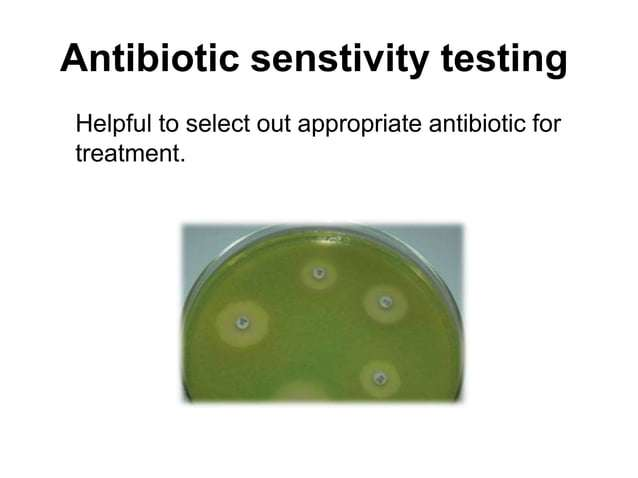 Antibiotic senstivity testing
Helpful to select out appropriate antibiotic for
treatment.